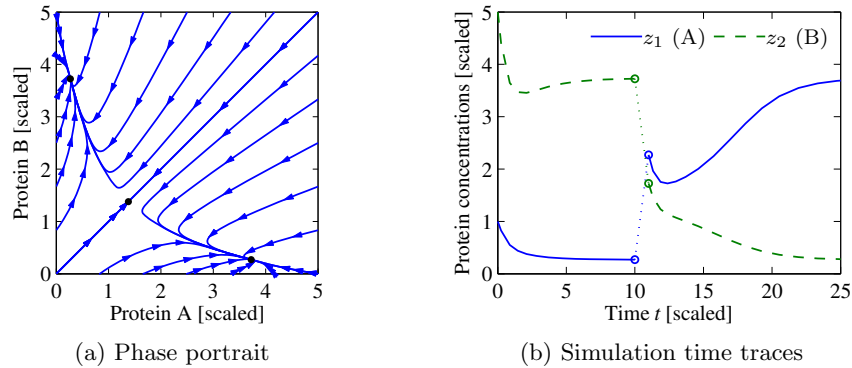 Protein B [scaled]
5
4
3
2
1
0
0 1 2 3 4 5
Protein A [scaled]
(a) Phase portrait
Protein concentrations [scaled]
z₁ (A) z₂ (B)
5
4
3
2
1
0
0 5 10 15 20 25
Time t [scaled]
(b) Simulation time traces